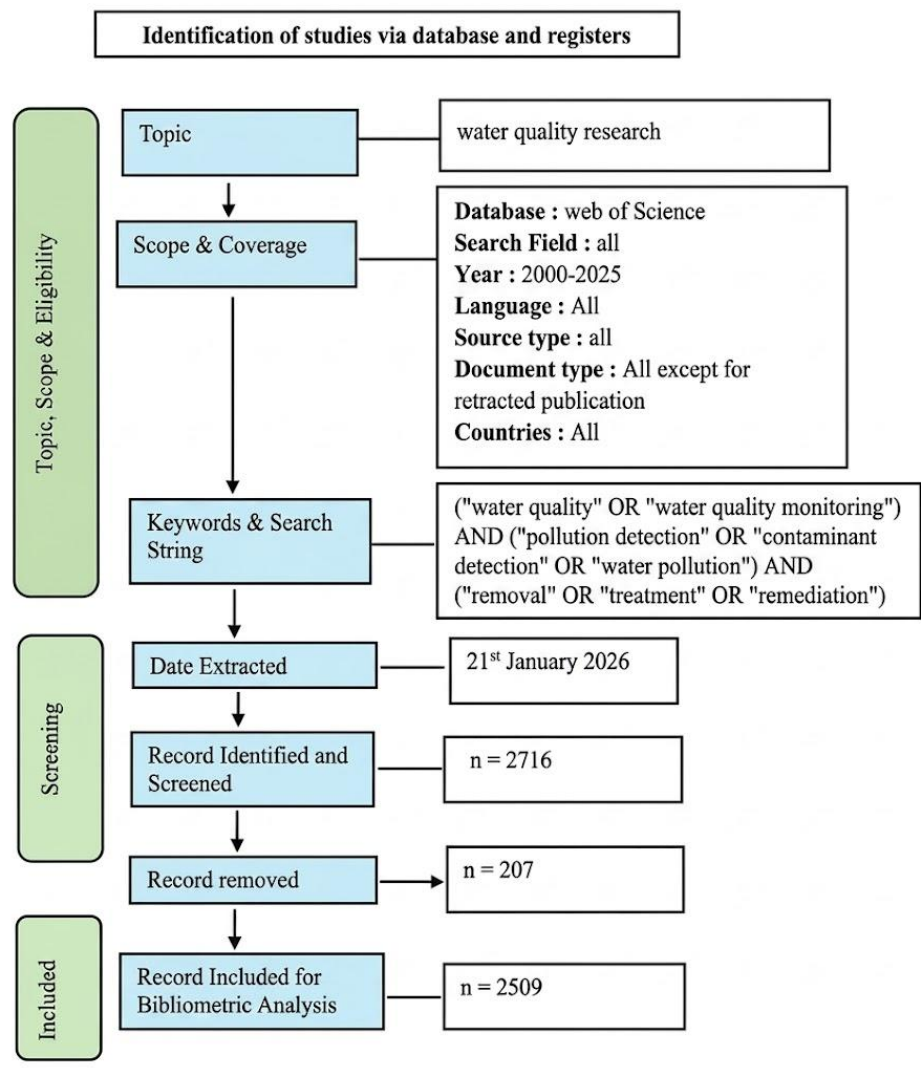 Identification of studies via database and registers
Topic, Scope & Eligibility
Topic
water quality research
Scope & Coverage
Database : web of Science
Search Field : all
Year : 2000-2025
Language : All
Source type : all
Document type : All except for
retracted publication
Countries : All
Keywords & Search
String
("water quality" OR "water quality monitoring")
AND ("pollution detection" OR "contaminant
detection" OR "water pollution") AND
("removal" OR "treatment" OR "remediation")
Screening
Date Extracted
21st January 2026
Record Identified and
Screened
n = 2716
Record removed
n = 207
Included
Record Included for
Bibliometric Analysis
n = 2509